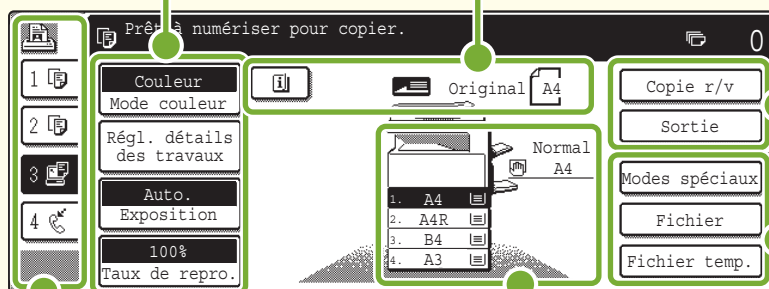 Prêt à numériser pour copier.
0
1
2
3
4
Couleur
Mode couleur
Régl. détails
des travaux
Auto.
Exposition
100%
Taux de repro.
Original A4
Normal
A4
1. A4
2. A4R
3. B4
4. A3
Copie r/v
Sortie
Modes spéciaux
Fichier
Fichier temp.